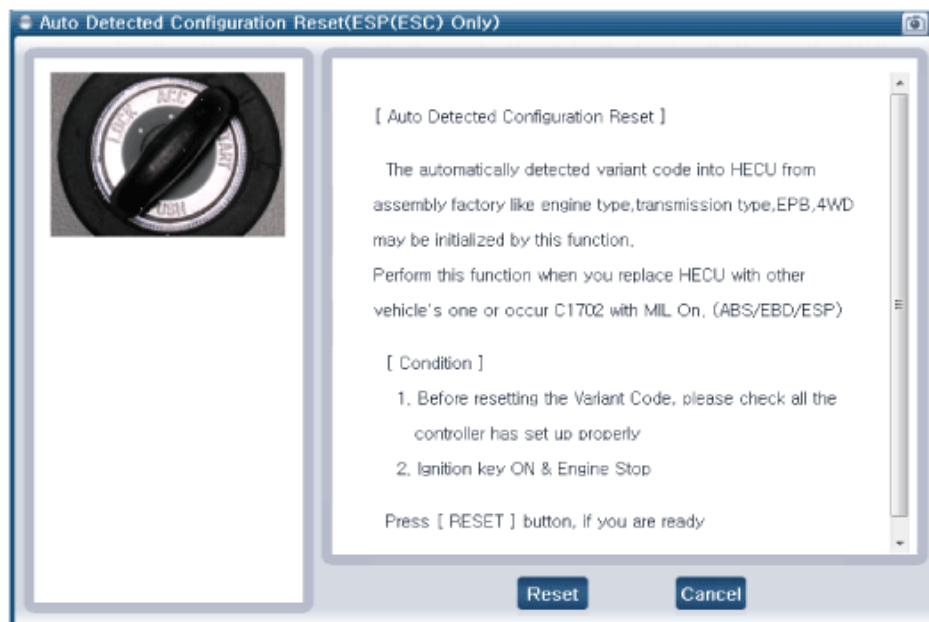 Auto Detected Configuration Reset(ESP(ESC) Only)
LOCK ACC START
PUSH
[ Auto Detected Configuration Reset ]
The automatically detected variant code into HECU from
assembly factory like engine type,transmission type,EPB,4WD
may be initialized by this function.
Perform this function when you replace HECU with other
vehicle's one or occur C1702 with MIL On. (ABS/EBD/ESP)
[ Condition ]
1. Before resetting the Variant Code, please check all the
controller has set up properly
2. Ignition key ON & Engine Stop
Press [ RESET ] button, if you are ready
Reset Cancel